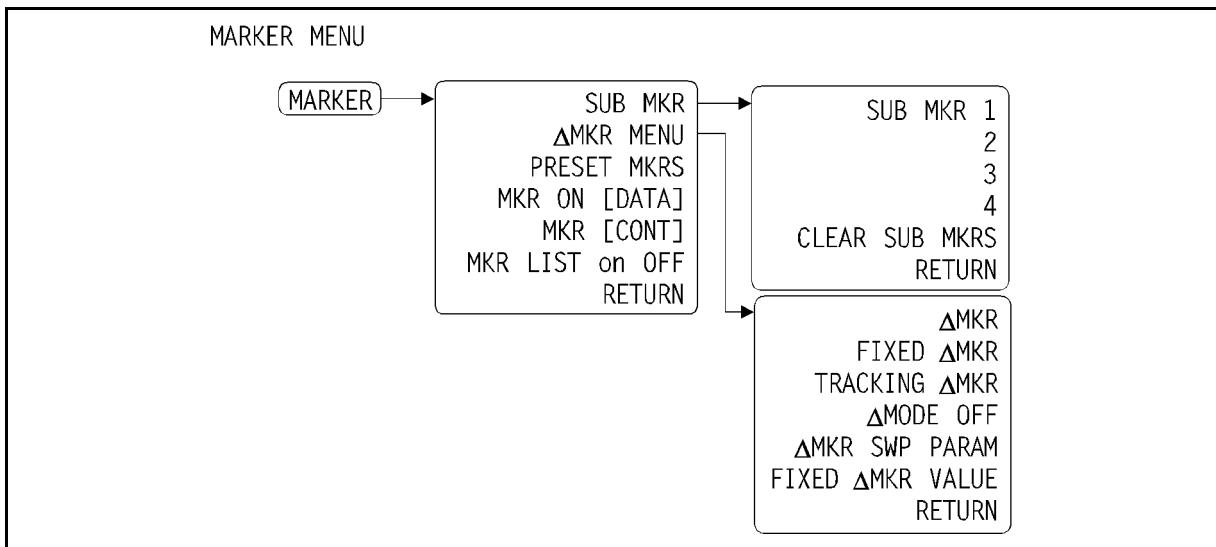 MARKER MENU
MARKER
SUB MKR
ΔMKR MENU
PRESET MKRS
MKR ON [DATA]
MKR [CONT]
MKR LIST on OFF
RETURN
SUB MKR 1
2
3
4
CLEAR SUB MKRS
RETURN
ΔMKR
FIXED ΔMKR
TRACKING ΔMKR
ΔMODE OFF
ΔMKR SWP PARAM
FIXED ΔMKR VALUE
RETURN